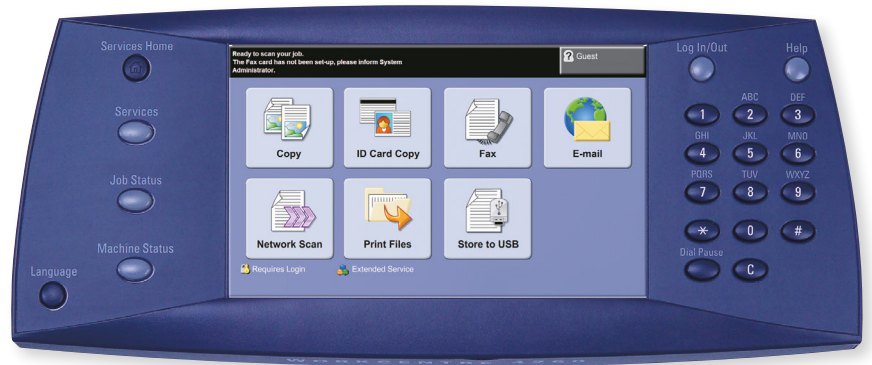 Services Home
Services
Job Status
Machine Status
Language
Ready to scan your job.
The Fax card has not been set-up, please inform System
Administrator.
Guest
Copy
ID Card Copy
Fax
E-mail
Network Scan
Print Files
Store to USB
Requires Login
Extended Service
Log In/Out
Help
ABC
DEF
1
2
3
GHI
JKL
MNO
4
5
6
PQRS
TUV
WXYZ
7
8
9
*
0
#
Dial Pause
C
WORKCENTRE 4260